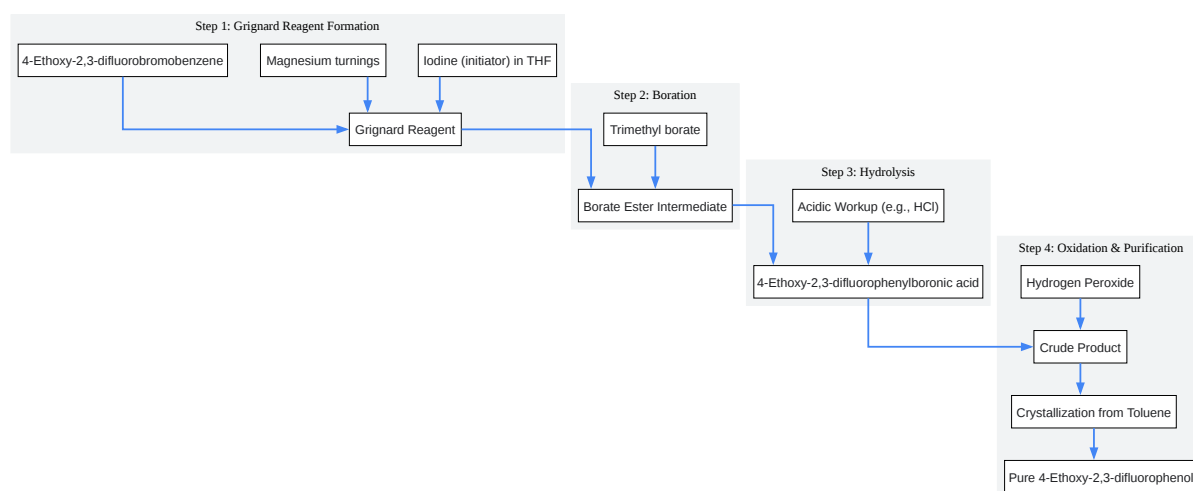 Step 1: Grignard Reagent Formation
4-Ethoxy-2,3-difluorobromobenzene
Magnesium turnings
Iodine (initiator) in THF
Grignard Reagent
Step 2: Boration
Trimethyl borate
Borate Ester Intermediate
Step 3: Hydrolysis
Acidic Workup (e.g., HCl)
4-Ethoxy-2,3-difluorophenylboronic acid
Step 4: Oxidation & Purification
Hydrogen Peroxide
Crude Product
Crystallization from Toluene
Pure 4-Ethoxy-2,3-difluorophenol